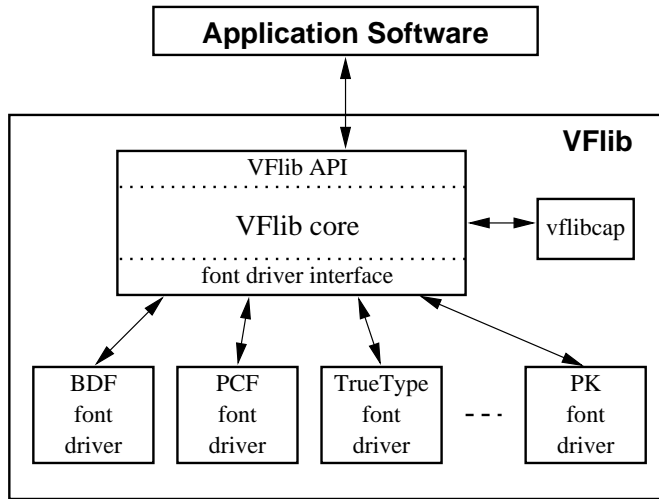 Application Software
VFlib
VFlib API
VFlib core
vflibcap
font driver interface
BDF
font
driver
PCF
font
driver
TrueType
font
driver
PK
font
driver